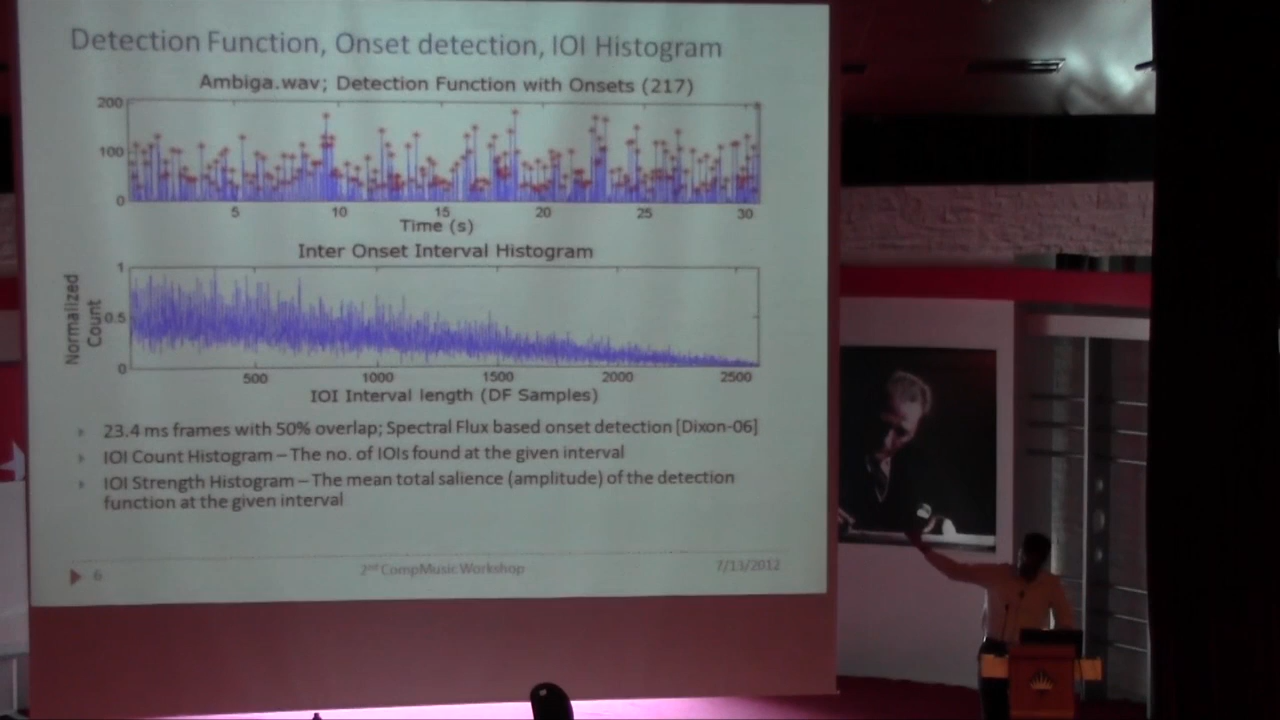 Detection Function, Onset detection, IOI Histogram
Ambiga.wav; Detection Function with Onsets (217)
200
100
0
5 10 15 20 25 30
Time (s)
Inter Onset Interval Histogram
Normalized
Count
1
0.5
0
500 1000 1500 2000 2500
IOI Interval length (DF Samples)
23.4 ms frames with 50% overlap; Spectral Flux based onset detection [Dixon-06]
IOI Count Histogram – The no. of IOIs found at the given interval
IOI Strength Histogram – The mean total salience (amplitude) of the detection
function at the given interval
6 2nd CompMusic Workshop 7/13/2012